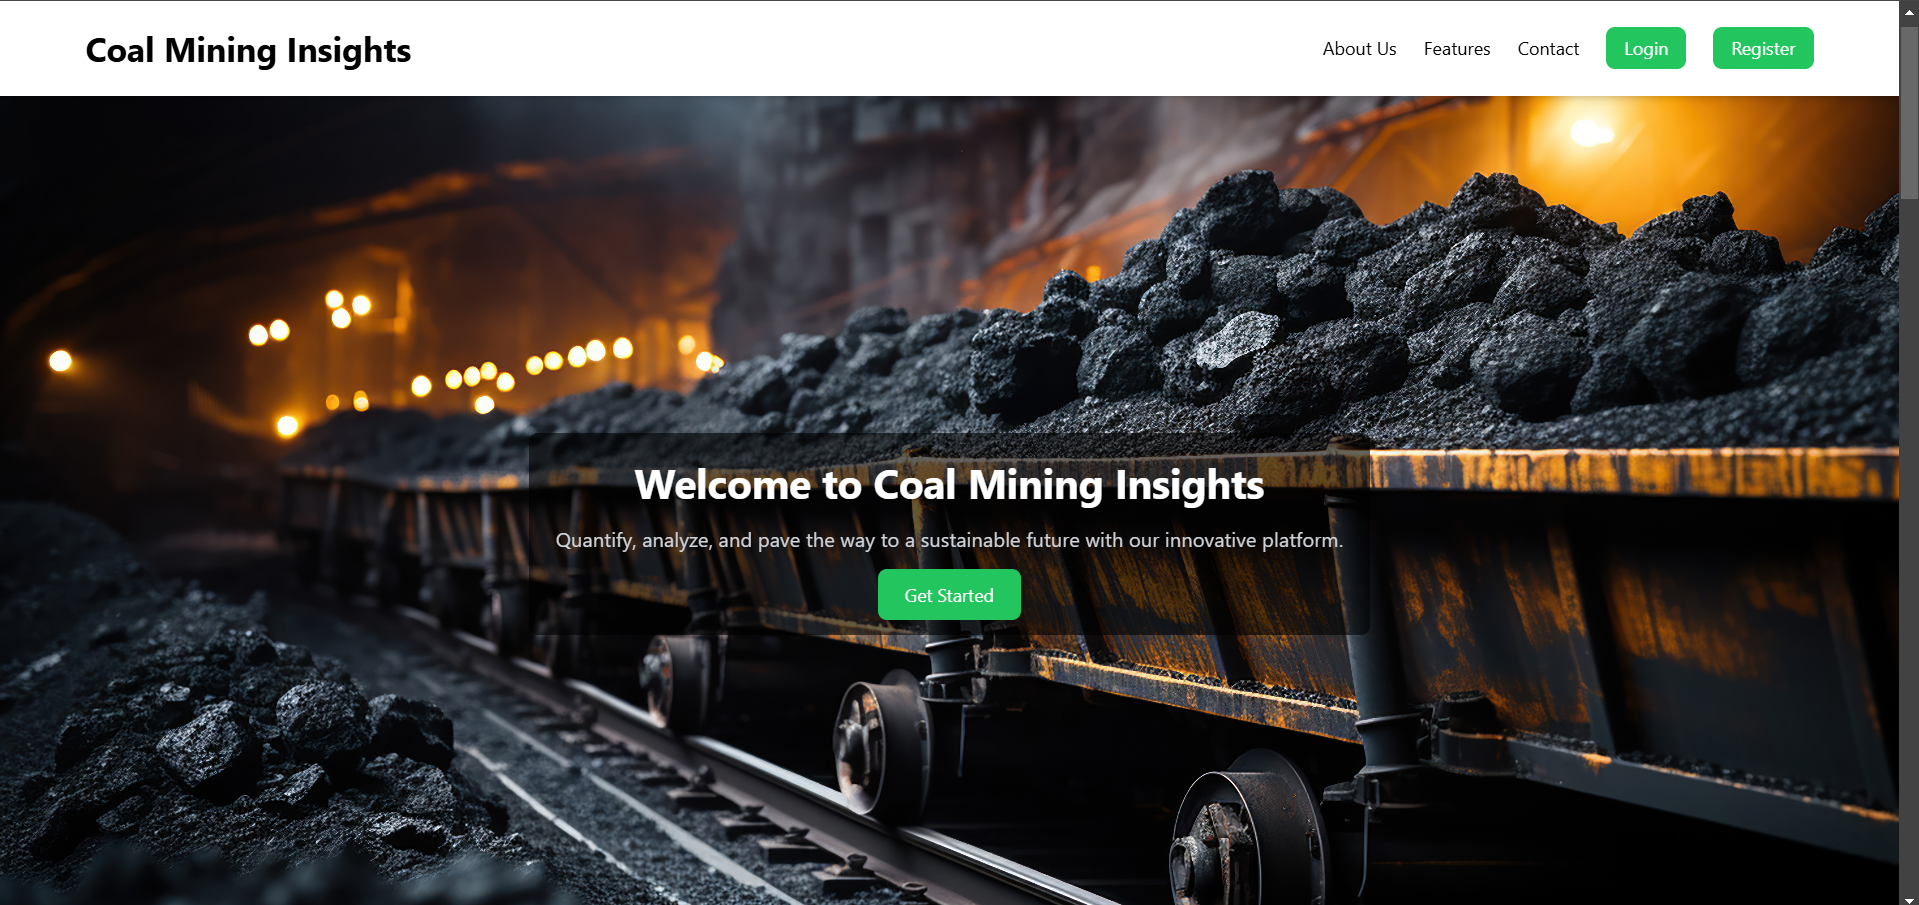 Coal Mining Insights
About Us
Features
Contact
Login
Register
Welcome to Coal Mining Insights
Quantify, analyze, and pave the way to a sustainable future with our innovative platform.
Get Started